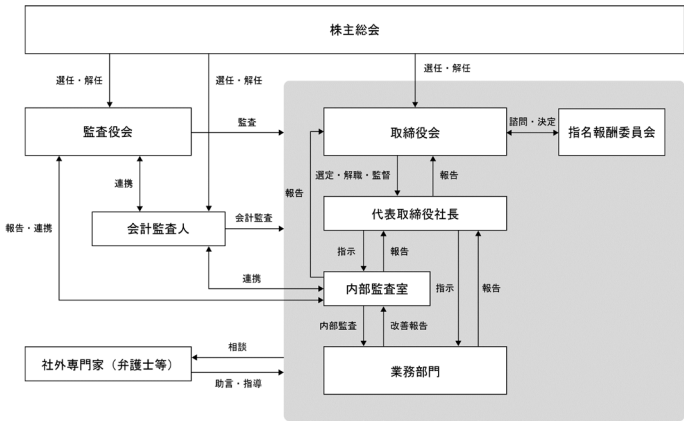 株主総会
選任・解任
選任・解任
選任・解任
監査役会
監査
取締役会
諮問・決定
指名報酬委員会
連携
報告
選定・解職・監督
報告
報告・連携
会計監査人
会計監査
代表取締役社長
指示
報告
連携
内部監査室
指示
報告
内部監査
改善報告
相談
社外専門家(弁護士等)
助言・指導
業務部門